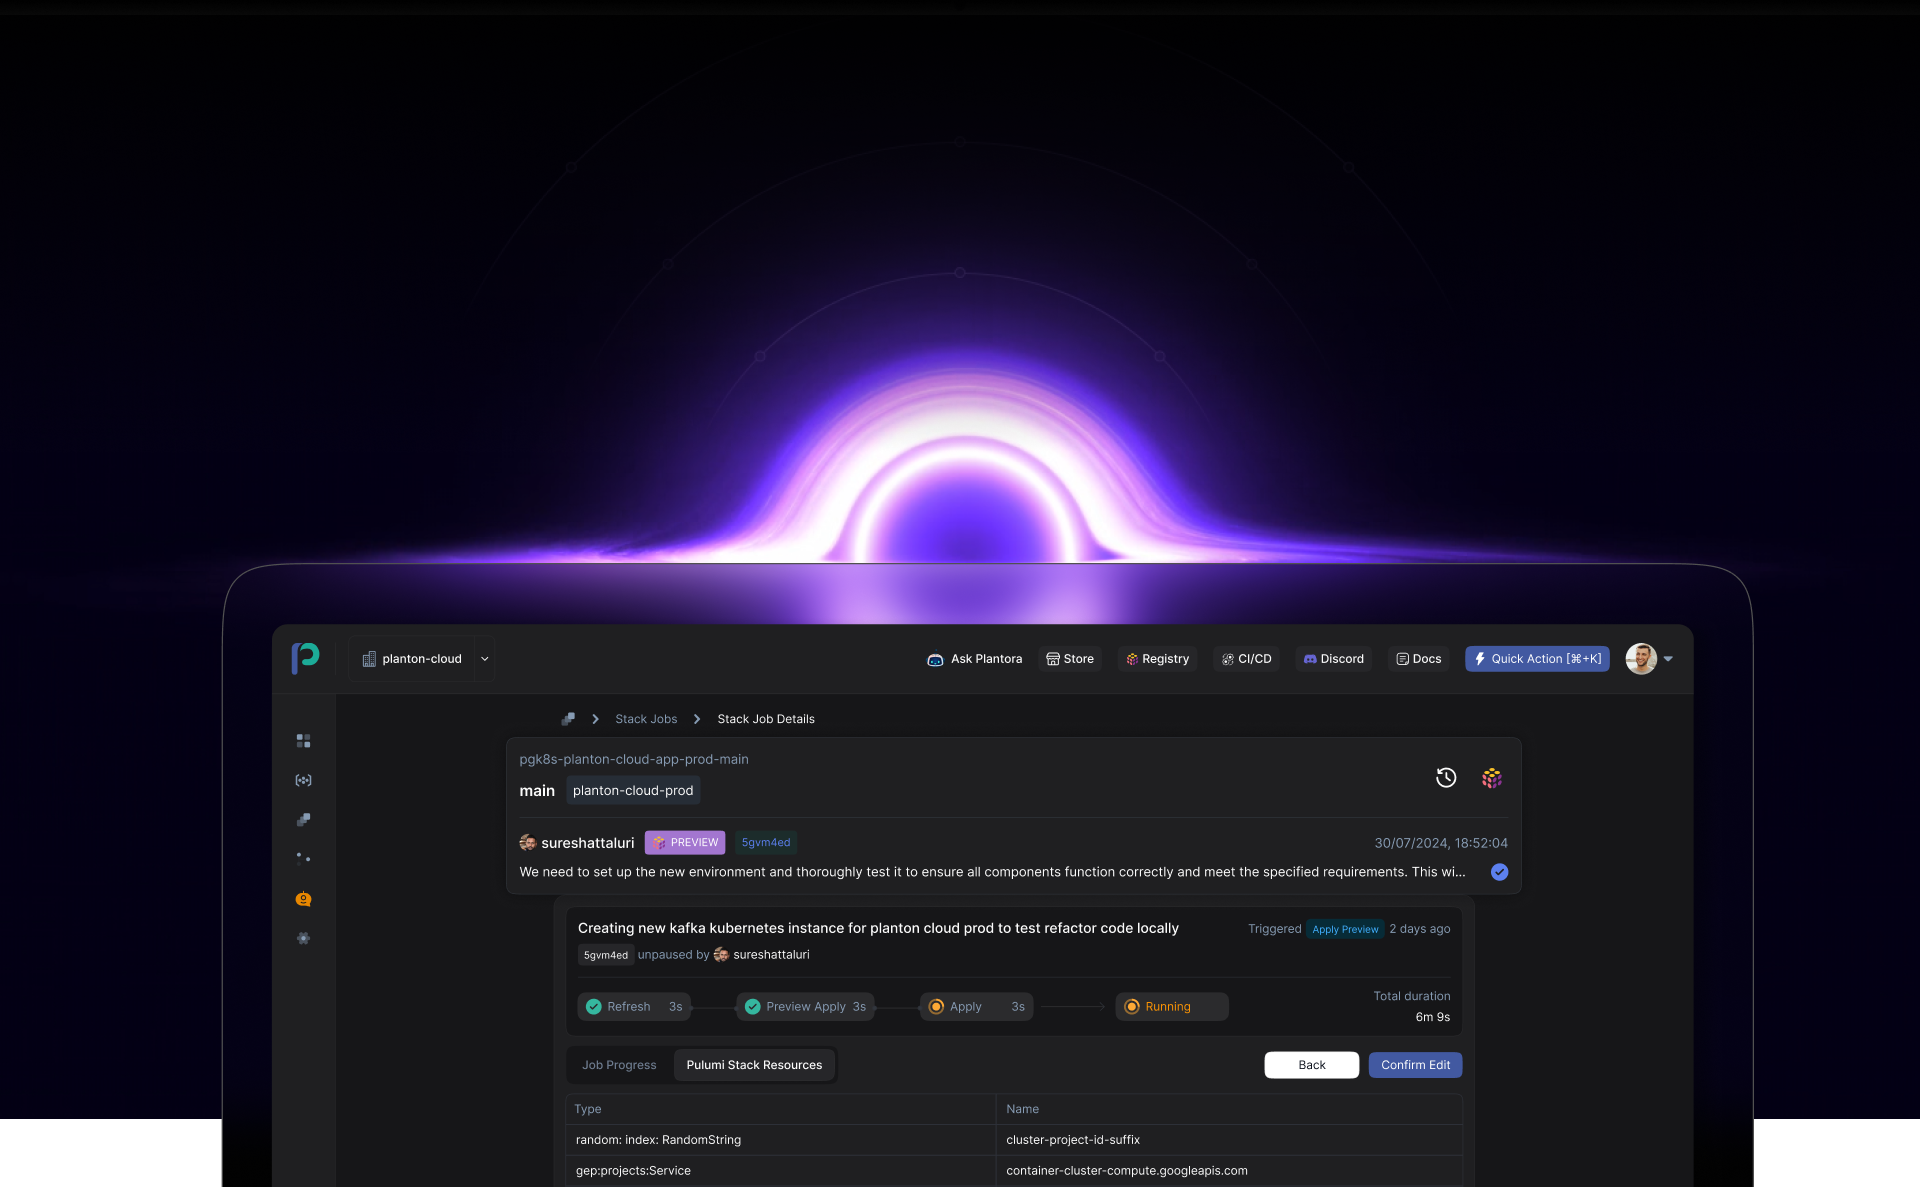 planton-cloud
Ask Plantora
Store
Registry
CI/CD
Discord
Docs
Quick Action [⌘+K]
Stack Jobs
Stack Job Details
pgk8s-planton-cloud-app-prod-main
main planton-cloud-prod
sureshattaluri PREVIEW 5gvm4ed 30/07/2024, 18:52:04
We need to set up the new environment and thoroughly test it to ensure all components function correctly and meet the specified requirements. This wi...
Creating new kafka kubernetes instance for planton cloud prod to test refactor code locally
Triggered Apply Preview 2 days ago
5gvm4ed unpaused by sureshattaluri
Refresh 3s
Preview Apply 3s
Apply 3s
Running
Total duration
6m 9s
Job Progress
Pulumi Stack Resources
Back
Confirm Edit
Type Name
random: index: RandomString cluster-project-id-suffix
gep:projects:Service container-cluster-compute.googleapis.com